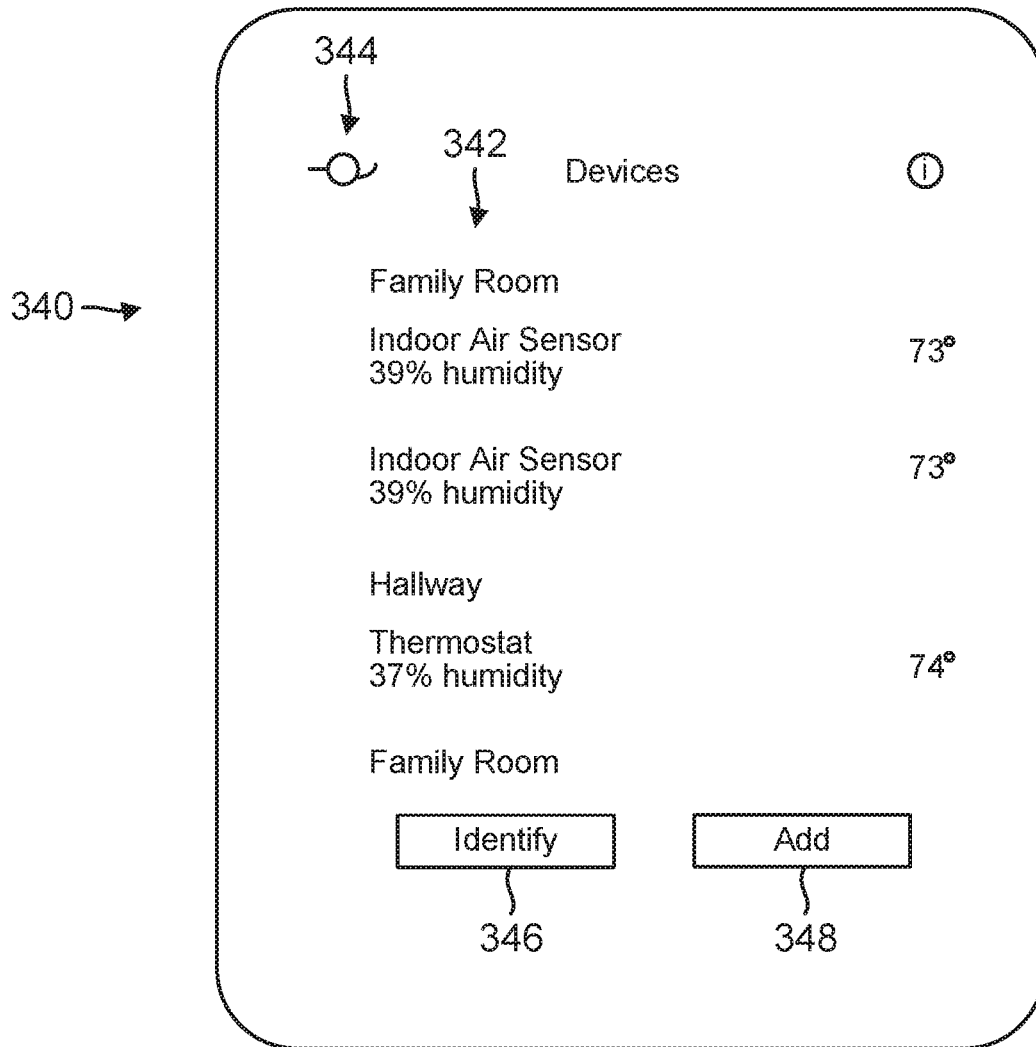 344
342
Devices
i
340
Family Room
Indoor Air Sensor
39% humidity
73°
Indoor Air Sensor
39% humidity
73°
Hallway
Thermostat
37% humidity
74°
Family Room
Identify
Add
346
348